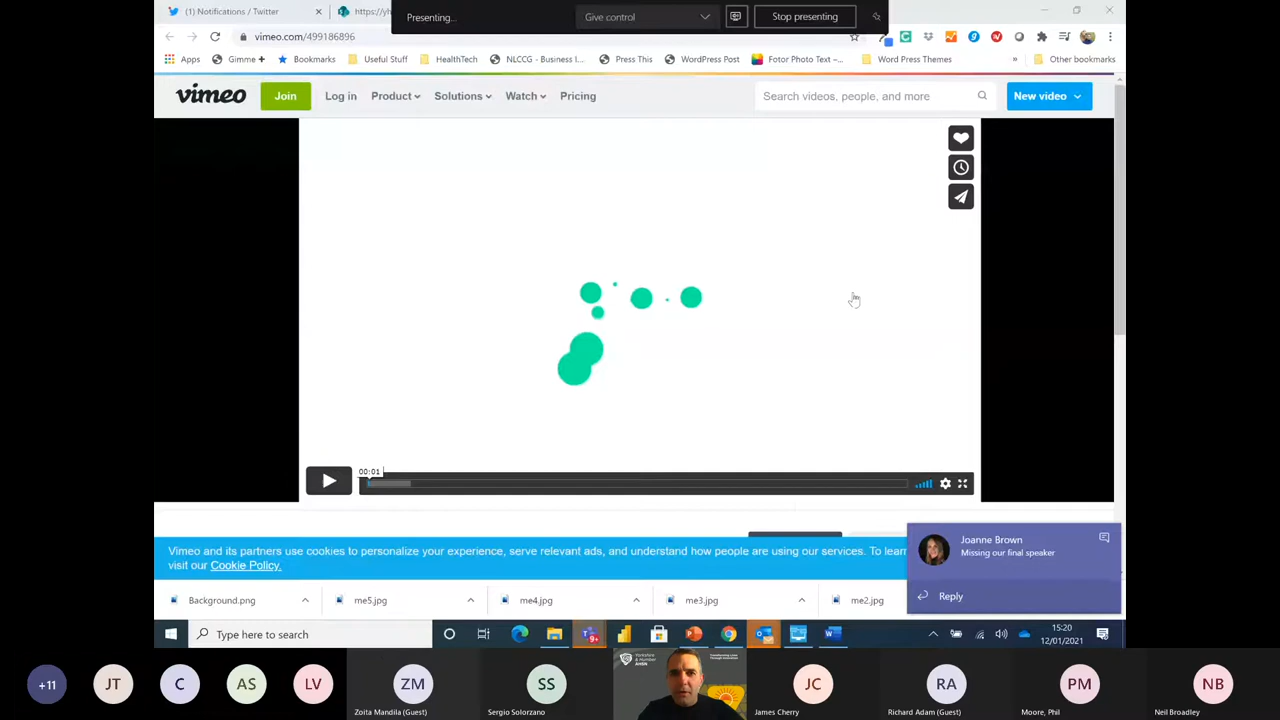 (1) Notifications / Twitter
https://yh
Presenting...
Give control
Stop presenting
vimeo.com/499186896
Apps
Gimme +
Bookmarks
Useful Stuff
HealthTech
NLCCG - Business I...
Press This
WordPress Post
Fotor Photo Text –...
Word Press Themes
»
Other bookmarks
vimeo
Join
Log in
Product
Solutions
Watch
Pricing
Search videos, people, and more
New video
00:01
Vimeo and its partners use cookies to personalize your experience, serve relevant ads, and understand how people are using our services. To learn
visit our Cookie Policy.
Joanne Brown
Missing our final speaker
Reply
Background.png
me5.jpg
me4.jpg
me3.jpg
me2.jpg
Type here to search
9+
15:20
12/01/2021
+11
JT
C
AS
LV
ZM
Zoita Mandila (Guest)
SS
Sergio Solorzano
Yorkshire
& Humber
AHSN
JC
James Cherry
RA
Richard Adam (Guest)
PM
Moore, Phil
NB
Neil Broadley